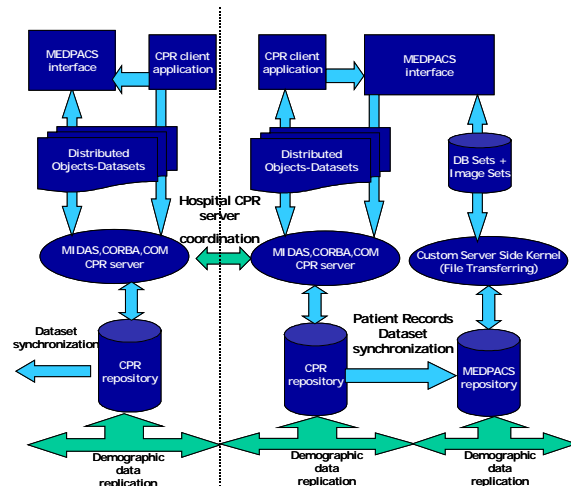 MEDPACS
interface
CPR client
application
CPR client
application
MEDPACS
interface
Distributed
Objects-Datasets
Distributed
Objects-Datasets
DB Sets +
Image Sets
Hospital CPR
server
coordination
MIDAS,CORBA,COM
CPR server
MIDAS,CORBA,COM
CPR server
Custom Server Side Kernel
(File Transferring)
Dataset
synchronization
CPR
repository
Patient Records
Dataset
synchronization
CPR
repository
MEDPACS
repository
Demographic
data
replication
Demographic
data
replication
Demographic
data
replication